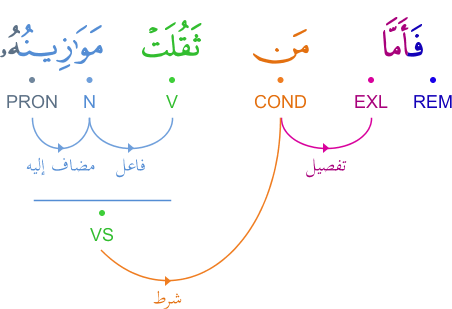 فَأَمَّا مَن ثَقُلَتْ مَوَٰزِينُهُۥ
REM EXL COND V N PRON
تفصيل فاعل مضاف إليه
VS
شرط